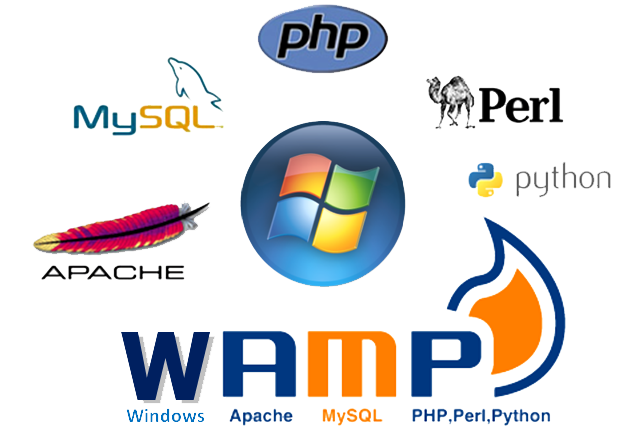 php
MySQL
Perl
python
APACHE
WAMP
Windows Apache MySQL PHP,Perl,Python